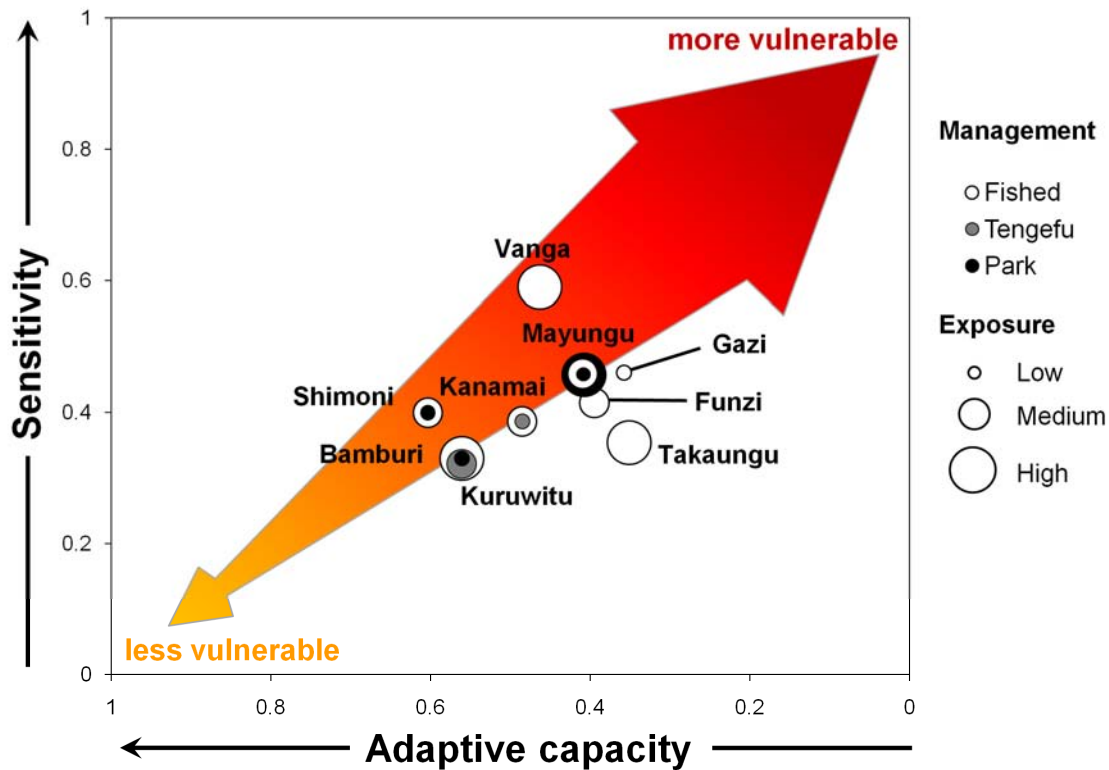 1
more vulnerable
0.8
Vanga
0.6
Mayungu
Gazi
Shimoni
Kanamai
0.4
Funzi
Bamburi
Takaungu
Kuruwitu
0.2
less vulnerable
0
1
0.8
0.6
0.4
0.2
0
Sensitivity
Adaptive capacity
Management
Fished
Tengefu
Park
Exposure
Low
Medium
High